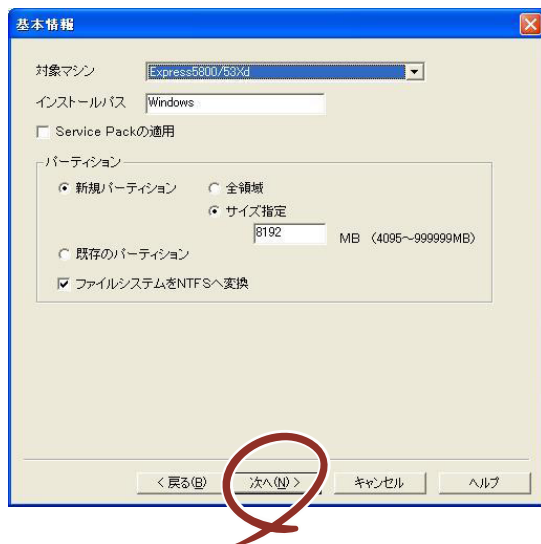 基本情報
対象マシン Express5800/53Xd
インストールパス Windows
Service Packの適用
パーティション
新規パーティション 全領域
サイズ指定
8192 MB (4095～999999MB)
既存のパーティション
ファイルシステムをNTFSへ変換
< 戻る(B) 次へ(N) > キャンセル ヘルプ